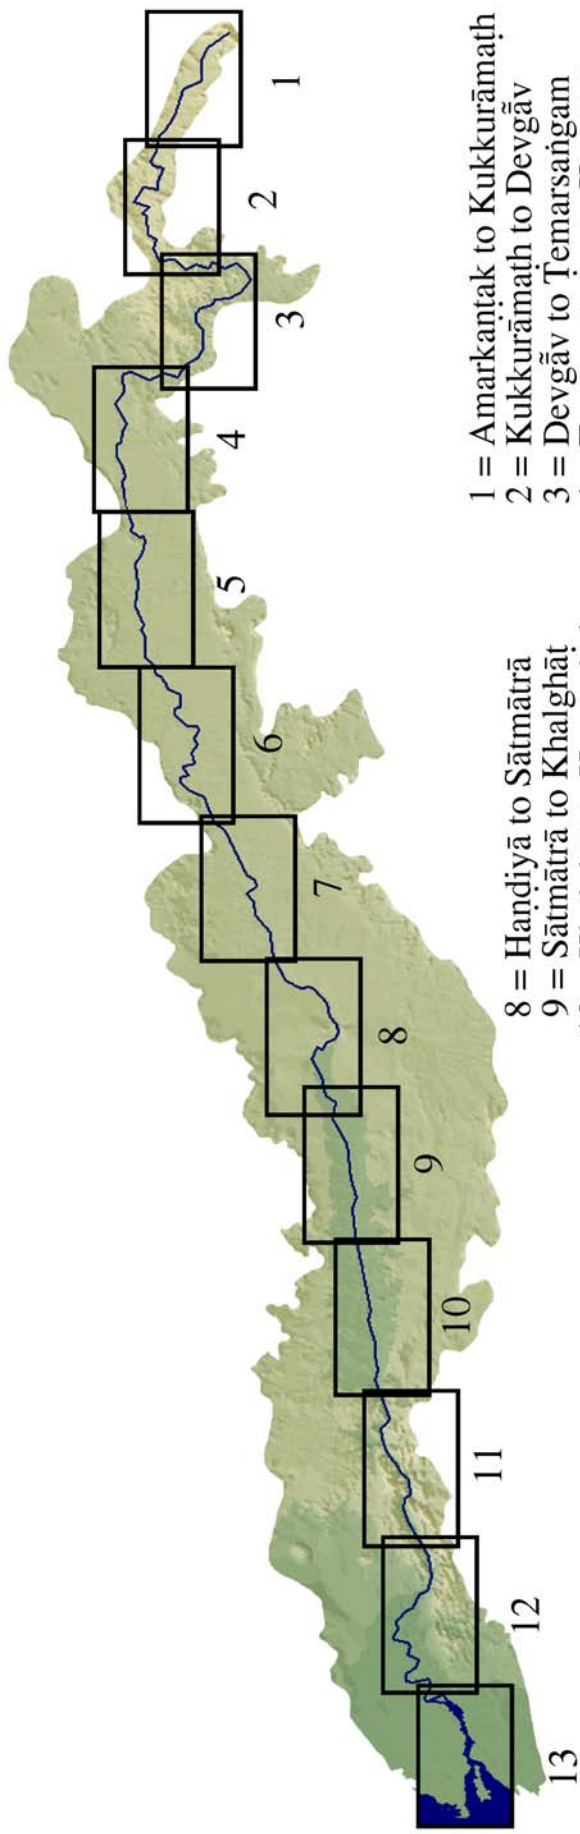 1
2
3
4
5
6
7
8
9
10
11
12
13
1 = Amarkaṇṭak to Kukkurāmaṭh
2 = Kukkurāmaṭh to Devgā̃v
3 = Devgā̃v to Ṭemarsaṅgam
8 = Haṇḍiyā to Sātmātrā
9 = Sātmātrā to Khalghāṭ